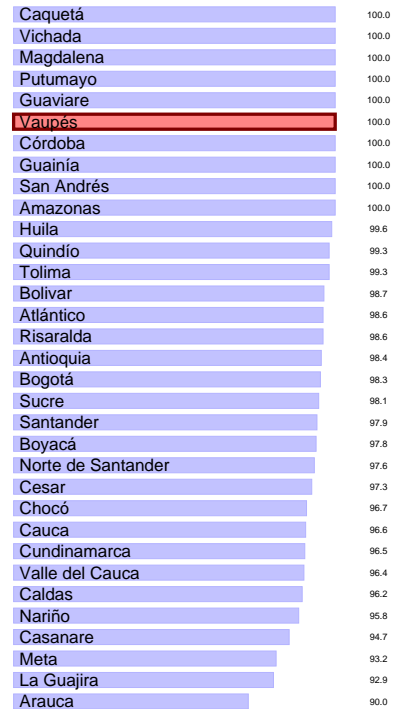 Caquetá 100.0
Vichada 100.0
Magdalena 100.0
Putumayo 100.0
Guaviare 100.0
Vaupés 100.0
Córdoba 100.0
Guainía 100.0
San Andrés 100.0
Amazonas 100.0
Huila 99.6
Quindío 99.3
Tolima 99.3
Bolivar 98.7
Atlántico 98.6
Risaralda 98.6
Antioquia 98.4
Bogotá 98.3
Sucre 98.1
Santander 97.9
Boyacá 97.8
Norte de Santander 97.6
Cesar 97.3
Chocó 96.7
Cauca 96.6
Cundinamarca 96.5
Valle del Cauca 96.4
Caldas 96.2
Nariño 95.8
Casanare 94.7
Meta 93.2
La Guajira 92.9
Arauca 90.0